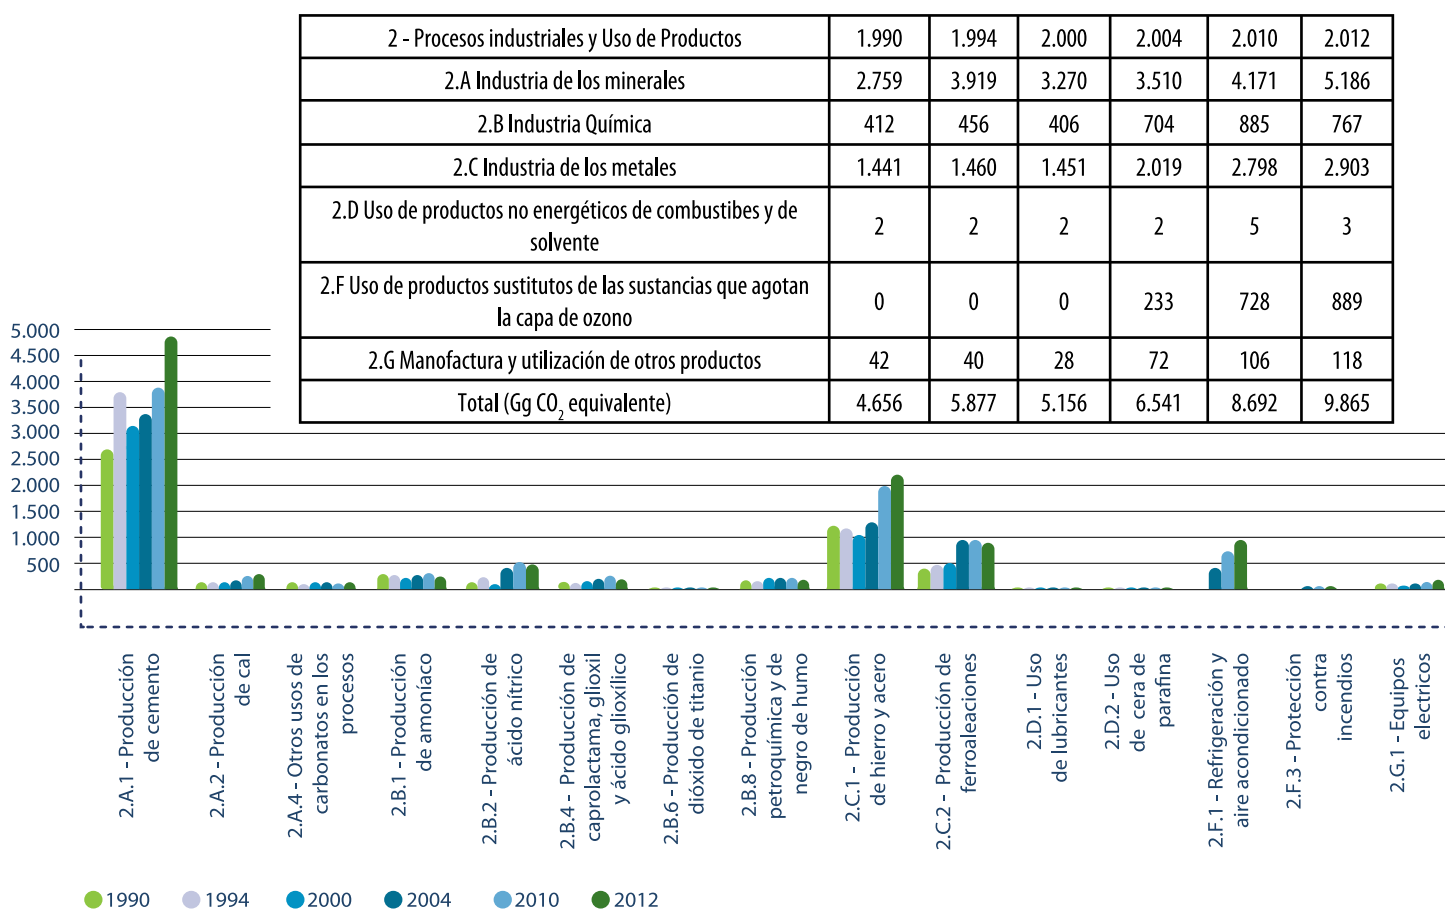 2 - Procesos industriales y Uso de Productos 1.990 1.994 2.000 2.004 2.010 2.012
2.A Industria de los minerales 2.759 3.919 3.270 3.510 4.171 5.186
2.B Industria Química 412 456 406 704 885 767
2.C Industria de los metales 1.441 1.460 1.451 2.019 2.798 2.903
2.D Uso de productos no energéticos de combustibes y de
solvente 2 2 2 2 5 3
2.F Uso de productos sustitutos de las sustancias que agotan
la capa de ozono 0 0 0 233 728 889
2.G Manofactura y utilización de otros productos 42 40 28 72 106 118
Total (Gg CO₂ equivalente) 4.656 5.877 5.156 6.541 8.692 9.865
5.000
4.500
4.000
3.500
3.000
2.500
2.000
1.500
1.000
500
2.A.1 - Producción
de cemento
2.A.2 - Producción
de cal
2.A.4 - Otros usos de
carbonatos en los
procesos
2.B.1 - Producción
de amoníaco
2.B.2 - Producción de
ácido nítrico
2.B.4 - Producción de
caprolactama, glioxil
y ácido glioxílico
2.B.6 - Producción de
dióxido de titanio
2.B.8 - Producción
petroquímica y de
negro de humo
2.C.1 - Producción
de hierro y acero
2.C.2 - Producción de
ferroaleaciones
2.D.1 - Uso
de lubricantes
2.D.2 - Uso
de cera de
parafina
2.F.1 - Refrigeración y
aire acondicionado
2.F.3 - Protección
contra
incendios
2.G.1 - Equipos
electricos
1990 1994 2000 2004 2010 2012